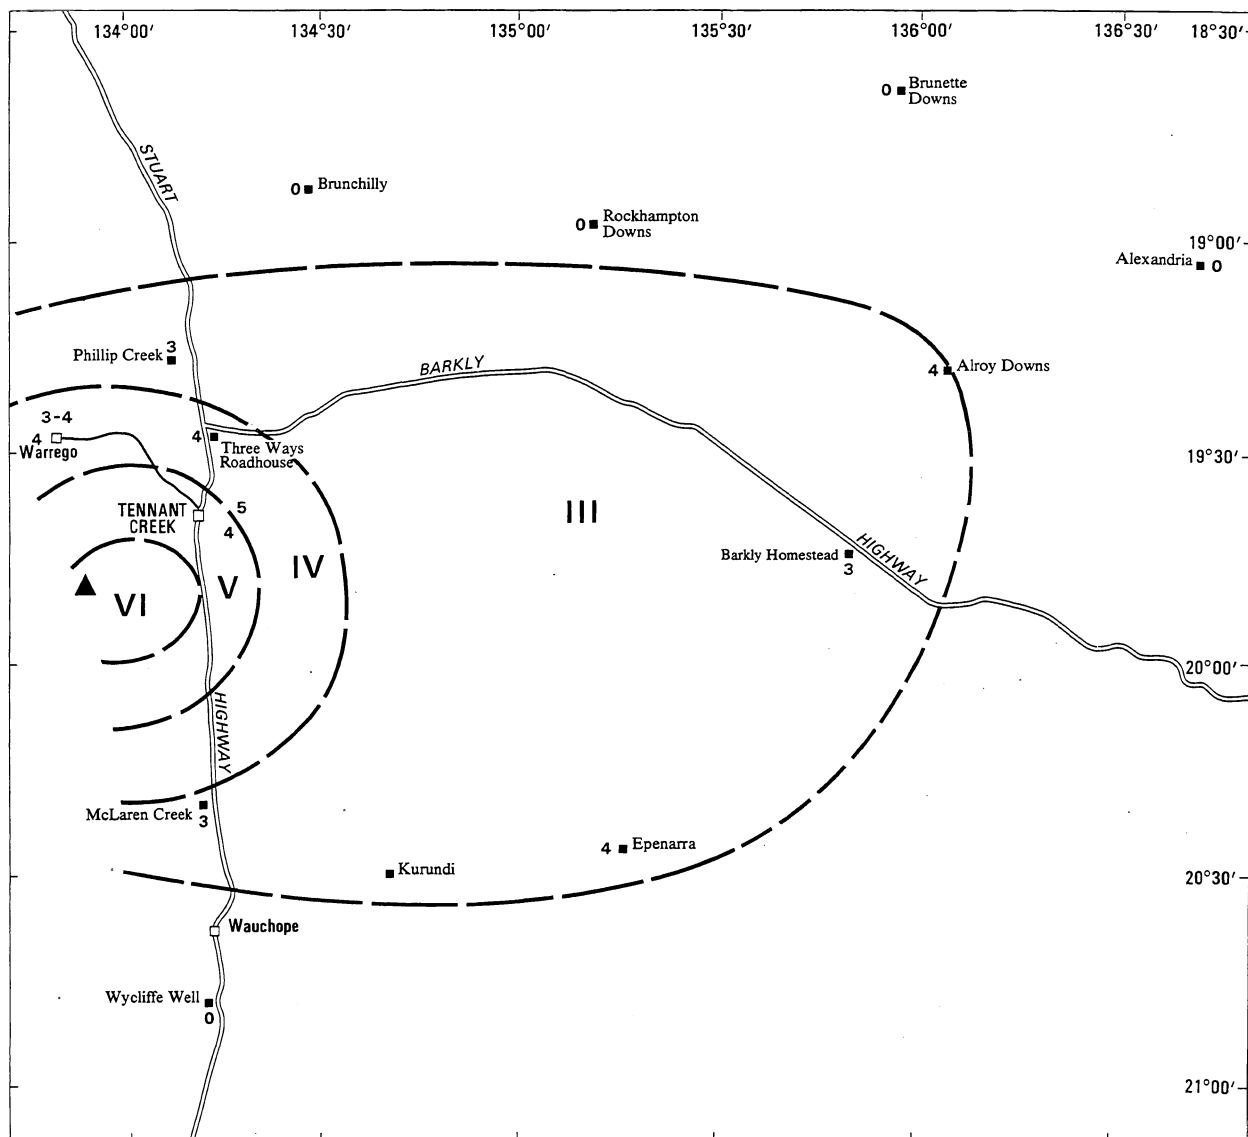 134°00′ 134°30′ 135°00′ 135°30′ 136°00′ 136°30′ 18°30′
0 Brunette
Downs
STUART
0 Brunchilly
0 Rockhampton
Downs
19°00′
Alexandria 0
3
Phillip Creek
BARKLY
4 Alroy Downs
3-4
4
Warrego
4 Three Ways
Roadhouse
19°30′
TENNANT
CREEK
5
4
III
IV
V
VI
Barkly Homestead
3
HIGHWAY
20°00′
HIGHWAY
McLaren Creek
3
4 Epenarra
Kurundi
20°30′
Wauchope
Wycliffe Well
0
21°00′